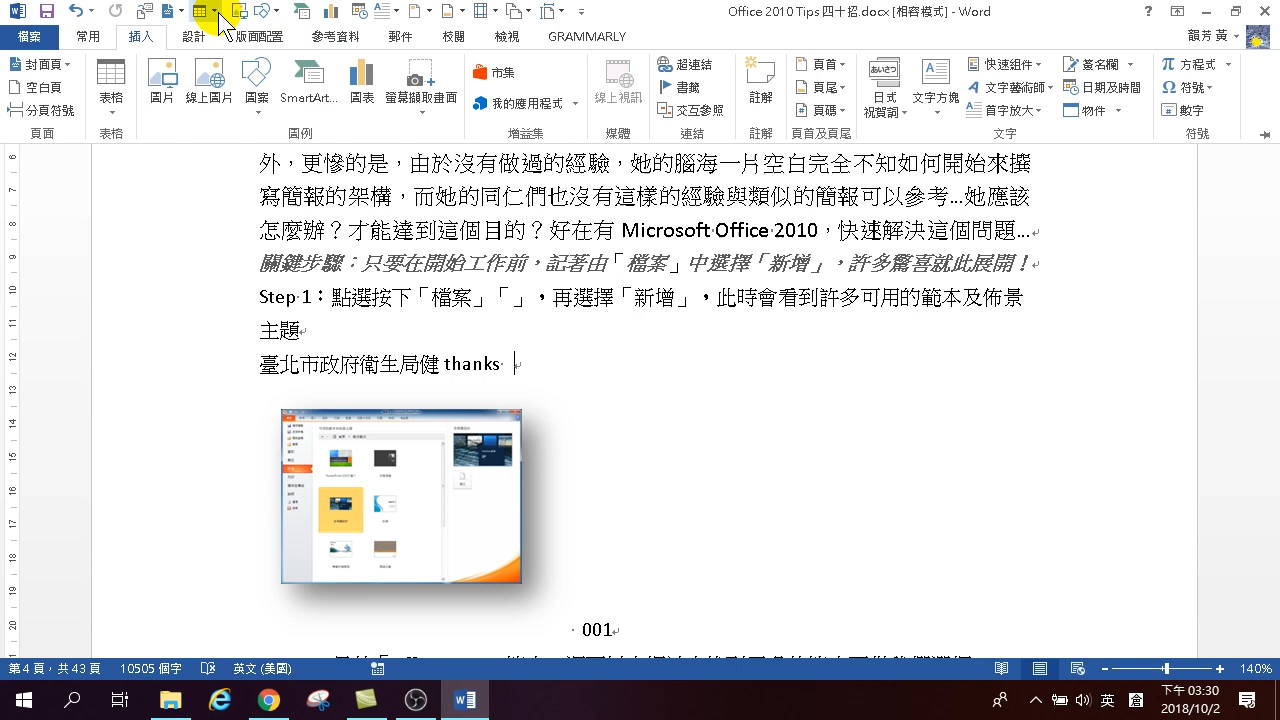 Office 2010 Tips四十招.docx [相容模式] - Word
檔案 常用 插入 設計 版面配置 參考資料 郵件 校閱 檢視 GRAMMARLY 韻芳 黃
封面頁
空白頁
分頁符號
頁面
表格
表格
圖片 線上圖片 圖案 SmartArt... 圖表 螢幕擷取畫面
圖例
市集
我的應用程式
增益集
線上視訊
媒體
超連結
書籤
交互參照
連結
註解
註解
頁首
頁尾
頁碼
頁首及頁尾
あいさつ
日式
祝賀詞
文字方塊
快速組件
文字藝術師
首字放大
簽名欄
日期及時間
物件
文字
方程式
符號
數字
符號
外，更慘的是，由於沒有做過的經驗，她的腦海一片空白完全不知如何開始來撰
寫簡報的架構，而她的同仁們也沒有這樣的經驗與類似的簡報可以參考…她應該
怎麼辦？才能達到這個目的？好在有 Microsoft Office 2010，快速解決這個問題…
關鍵步驟：只要在開始工作前，記著由「檔案」中選擇「新增」，許多驚喜就此展開！
Step 1：點選按下「檔案」「」，再選擇「新增」，此時會看到許多可用的範本及佈景
主題
臺北市政府衛生局健 thanks
001
第 4 頁，共 43 頁 10505 個字 英文 (美國) 140%
英
下午 03:30
2018/10/2